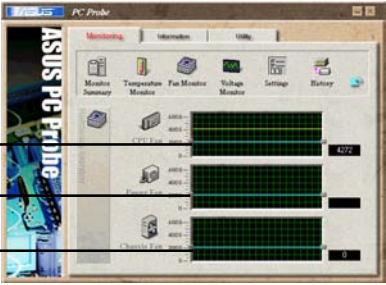 ASUS PC Probe
Monitoring Information Utility
ASUS PC Probe
Monitor Summary
Temperature Monitor
Fan Monitor
Voltage Monitor
Settings
History
CPU Fan
4272
Power Fan
Chassis Fan
0